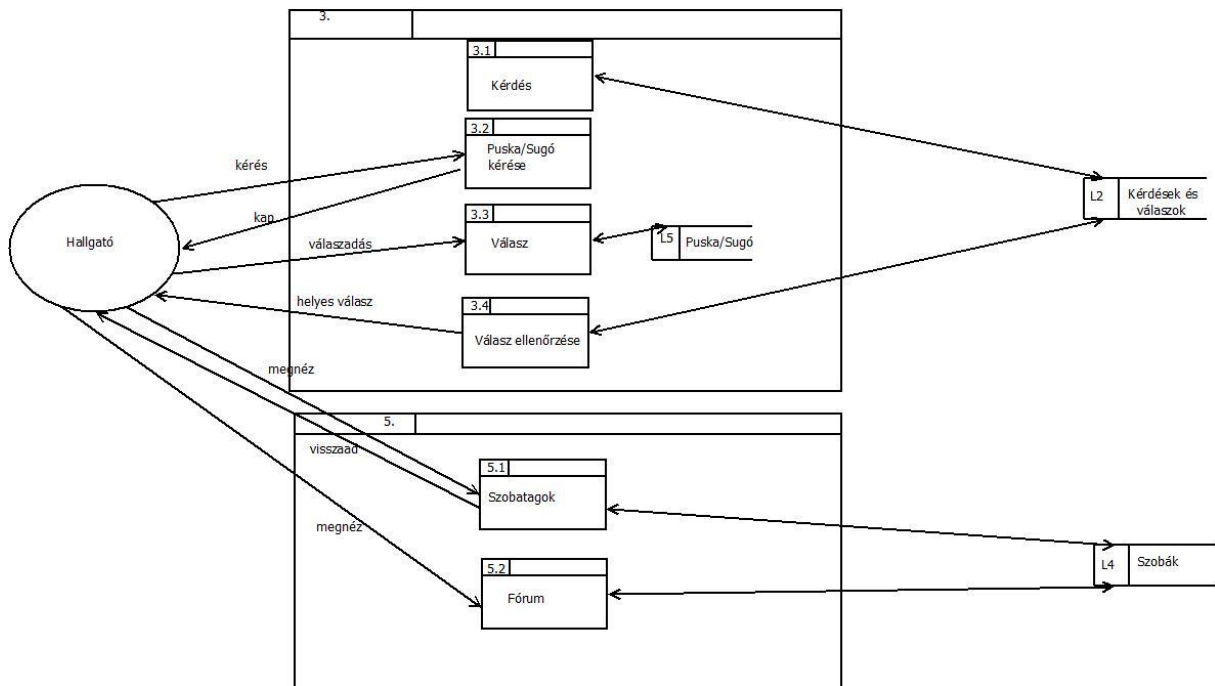 3.
3.1
Kérdés
3.2
Puska/Sugó
kérése
kérés
kap
3.3
Válasz
válaszadás
L5
Puska/Sugó
L2
Kérdések és
válaszok
Hallgató
helyes válasz
3.4
Válasz ellenőrzése
megnéz
5.
visszaad
5.1
Szobatagok
megnéz
5.2
Fórum
L4
Szobák